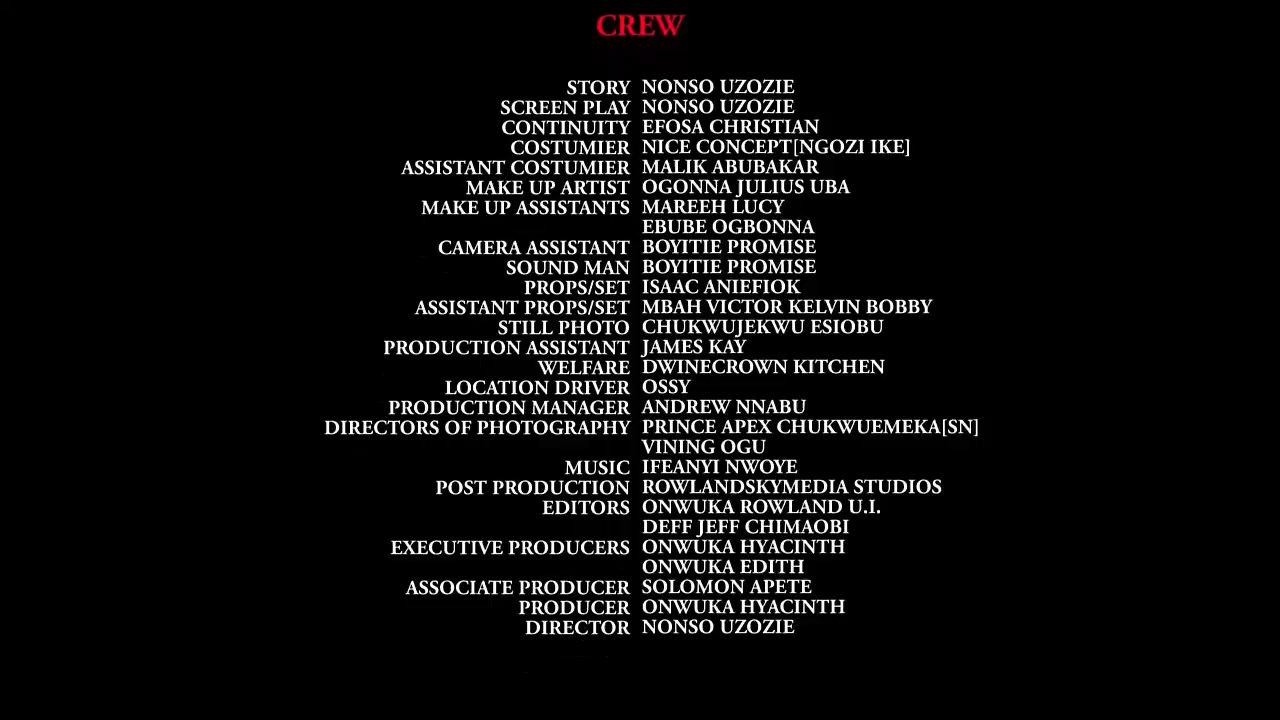 CREW
STORY NONSO UZOZIE
SCREEN PLAY NONSO UZOZIE
CONTINUITY EFOSA CHRISTIAN
COSTUMIER NICE CONCEPT[NGOZI IKE]
ASSISTANT COSTUMIER MALIK ABUBAKAR
MAKE UP ARTIST OGONNA JULIUS UBA
MAKE UP ASSISTANTS MAREEH LUCY
EBUBE OGBONNA
CAMERA ASSISTANT BOYITIE PROMISE
SOUND MAN BOYITIE PROMISE
PROPS/SET ISAAC ANIEFIOK
ASSISTANT PROPS/SET MBAH VICTOR KELVIN BOBBY
STILL PHOTO CHUKWUJEKWU ESIOBU
PRODUCTION ASSISTANT JAMES KAY
WELFARE DWINECROWN KITCHEN
LOCATION DRIVER OSSY
PRODUCTION MANAGER ANDREW NNABU
DIRECTORS OF PHOTOGRAPHY PRINCE APEX CHUKWUEMEKA[SN]
VINING OGU
MUSIC IFEANYI NWOYE
POST PRODUCTION ROWLANDSKYMEDIA STUDIOS
EDITORS ONWUKA ROWLAND U.I.
DEFF JEFF CHIMAOBI
EXECUTIVE PRODUCERS ONWUKA HYACINTH
ONWUKA EDITH
ASSOCIATE PRODUCER SOLOMON APETE
PRODUCER ONWUKA HYACINTH
DIRECTOR NONSO UZOZIE